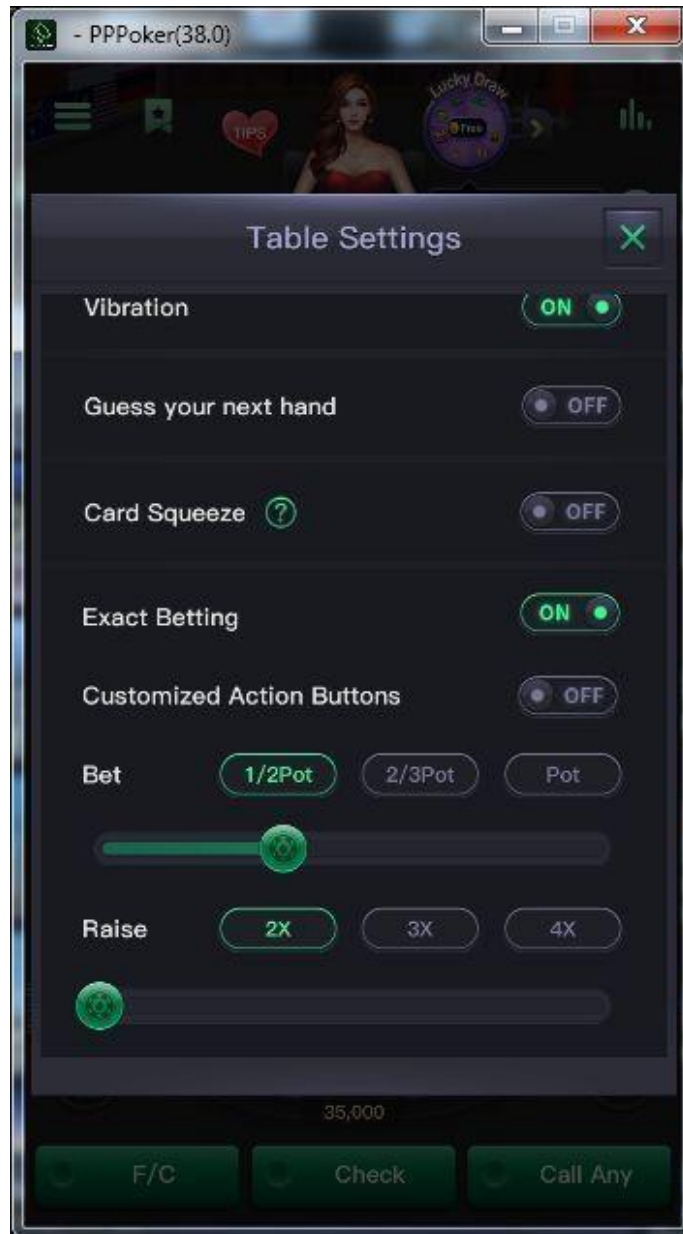 - PPPoker(38.0)
Lucky Draw
TIPS
Free
Table Settings
Vibration ON
Guess your next hand OFF
Card Squeeze ? OFF
Exact Betting ON
Customized Action Buttons OFF
Bet 1/2Pot 2/3Pot Pot
Raise 2X 3X 4X
35,000
F/C Check Call Any